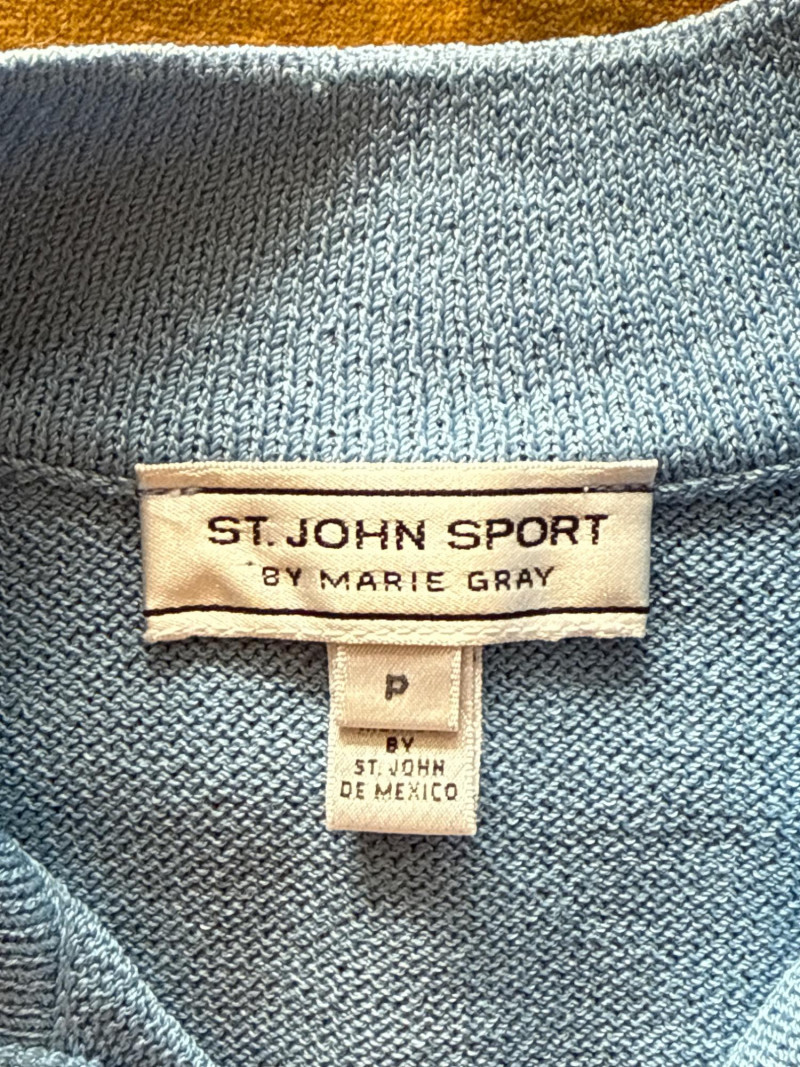 ST. JOHN SPORT
BY MARIE GRAY
P
BY
ST. JOHN
DE MEXICO